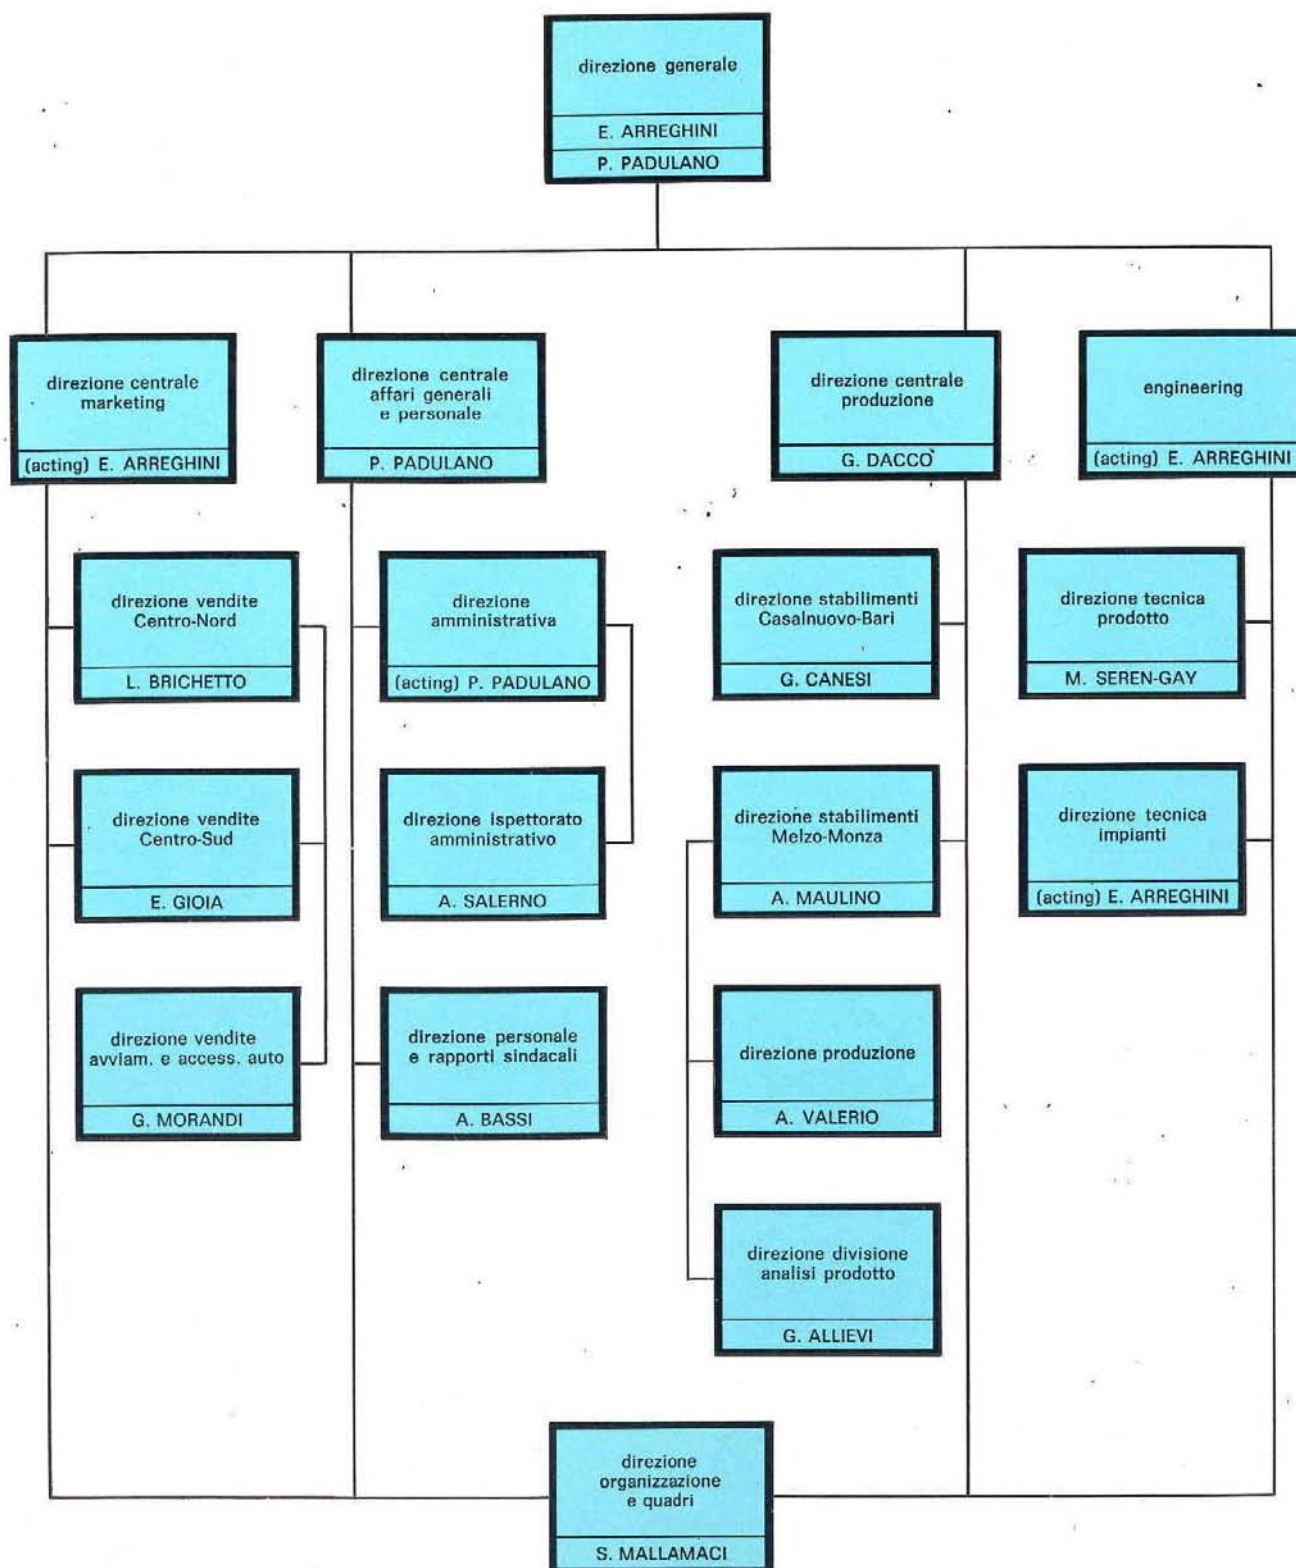 direzione generale
E. ARREGHINI
P. PADULANO
direzione centrale
marketing
(acting) E. ARREGHINI
direzione centrale
affari generali
e personale
P. PADULANO
direzione centrale
produzione
G. DACCO'
engineering
(acting) E. ARREGHINI
direzione vendite
Centro-Nord
L. BRICHETTO
direzione
amministrativa
(acting) P. PADULANO
direzione stabilimenti
Casalnuovo-Bari
G. CANESI
direzione tecnica
prodotto
M. SEREN-GAY
direzione vendite
Centro-Sud
E. GIOIA
direzione ispettorato
amministrativo
A. SALERNO
direzione stabilimenti
Melzo-Monza
A. MAULINO
direzione tecnica
impianti
(acting) E. ARREGHINI
direzione vendite
avviam. e access. auto
G. MORANDI
direzione personale
e rapporti sindacali
A. BASSI
direzione produzione
A. VALERIO
direzione divisione
analisi prodotto
G. ALLIEVI
direzione
organizzazione
e quadri
S. MALLAMACI